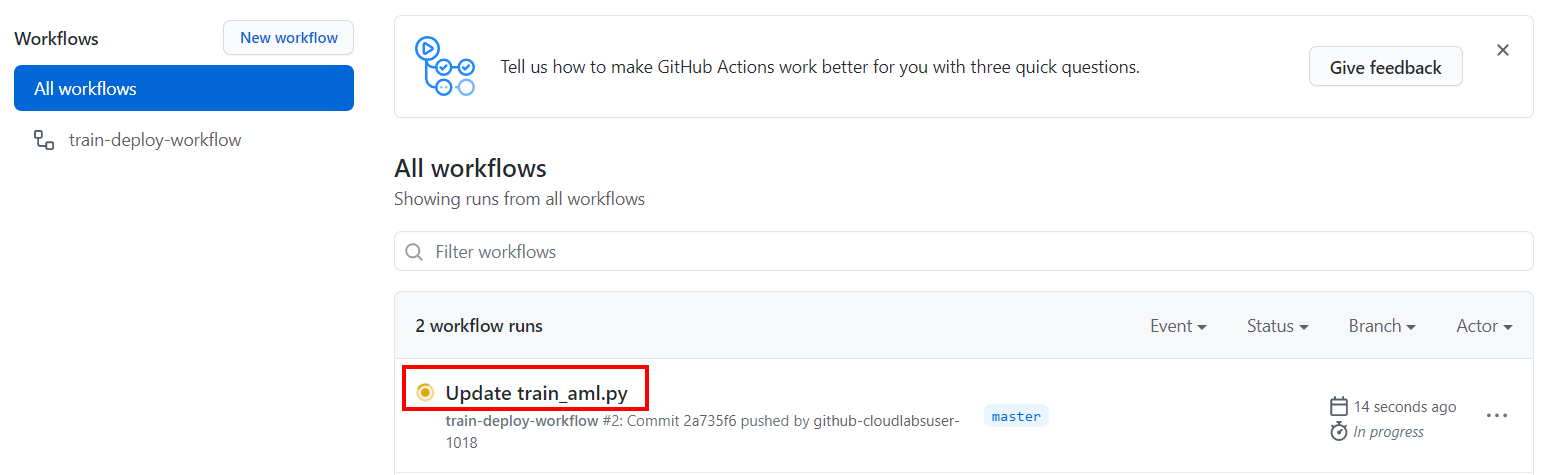 Workflows
New workflow
All workflows
train-deploy-workflow
Tell us how to make GitHub Actions work better for you with three quick questions.
Give feedback
All workflows
Showing runs from all workflows
Filter workflows
2 workflow runs
Event
Status
Branch
Actor
Update train_aml.py
train-deploy-workflow #2: Commit 2a735f6 pushed by github-cloudlabsuser-
1018
master
14 seconds ago
In progress